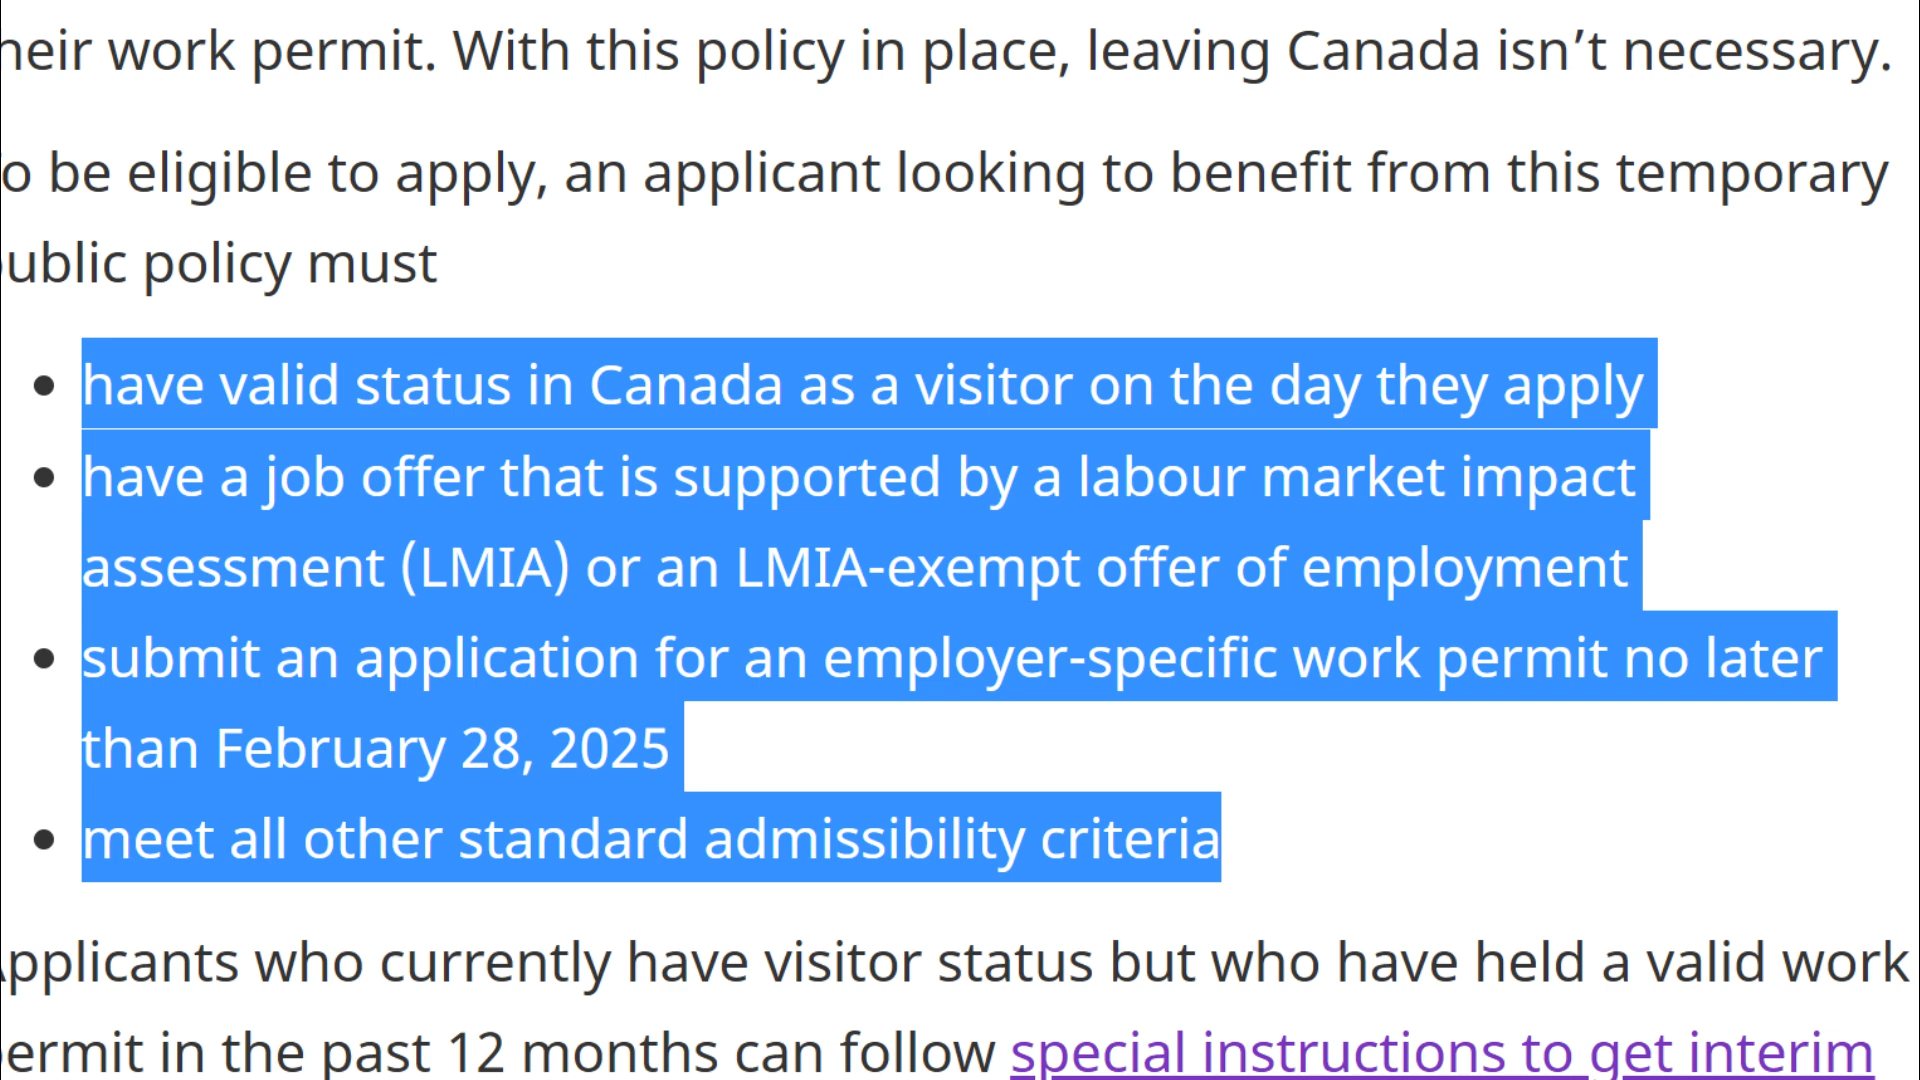 heir work permit. With this policy in place, leaving Canada isn’t necessary.
o be eligible to apply, an applicant looking to benefit from this temporary
ublic policy must
• have valid status in Canada as a visitor on the day they apply
• have a job offer that is supported by a labour market impact
assessment (LMIA) or an LMIA-exempt offer of employment
• submit an application for an employer-specific work permit no later
than February 28, 2025
• meet all other standard admissibility criteria
pplicants who currently have visitor status but who have held a valid work
ermit in the past 12 months can follow special instructions to get interim